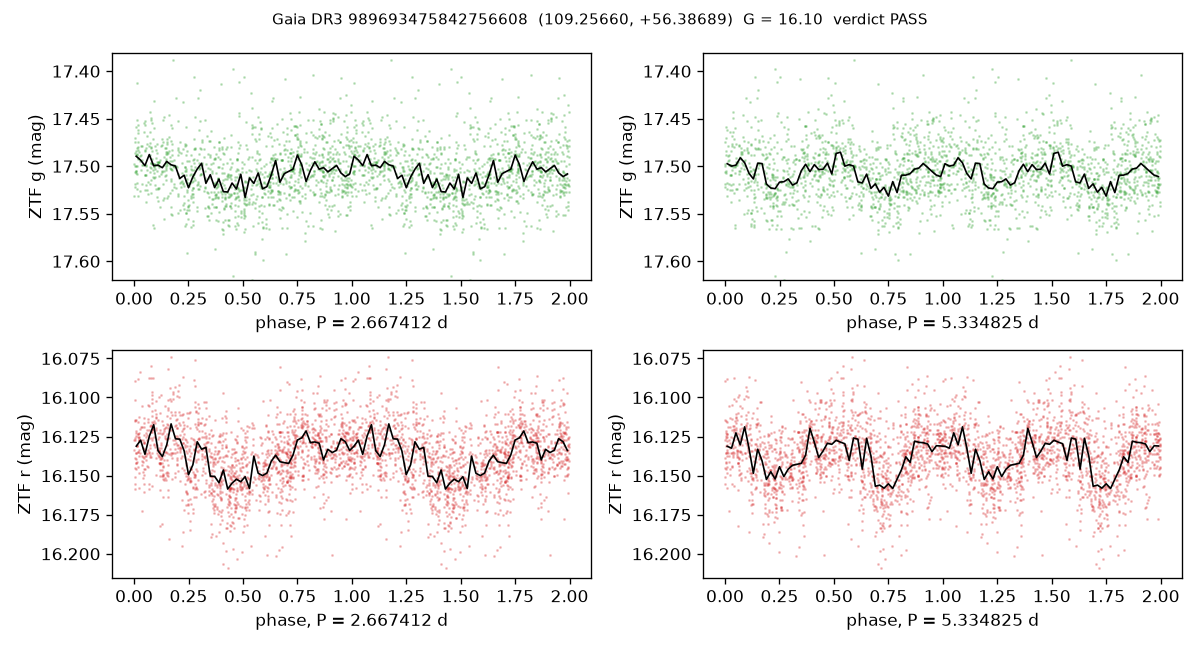 Gaia DR3 989693475842756608 (109.25660, +56.38689) G = 16.10 verdict PASS
ZTF g (mag)
17.40
17.45
17.50
17.55
17.60
0.00 0.25 0.50 0.75 1.00 1.25 1.50 1.75 2.00
phase, P = 2.667412 d
ZTF g (mag)
17.40
17.45
17.50
17.55
17.60
0.00 0.25 0.50 0.75 1.00 1.25 1.50 1.75 2.00
phase, P = 5.334825 d
ZTF r (mag)
16.075
16.100
16.125
16.150
16.175
16.200
0.00 0.25 0.50 0.75 1.00 1.25 1.50 1.75 2.00
phase, P = 2.667412 d
ZTF r (mag)
16.075
16.100
16.125
16.150
16.175
16.200
0.00 0.25 0.50 0.75 1.00 1.25 1.50 1.75 2.00
phase, P = 5.334825 d